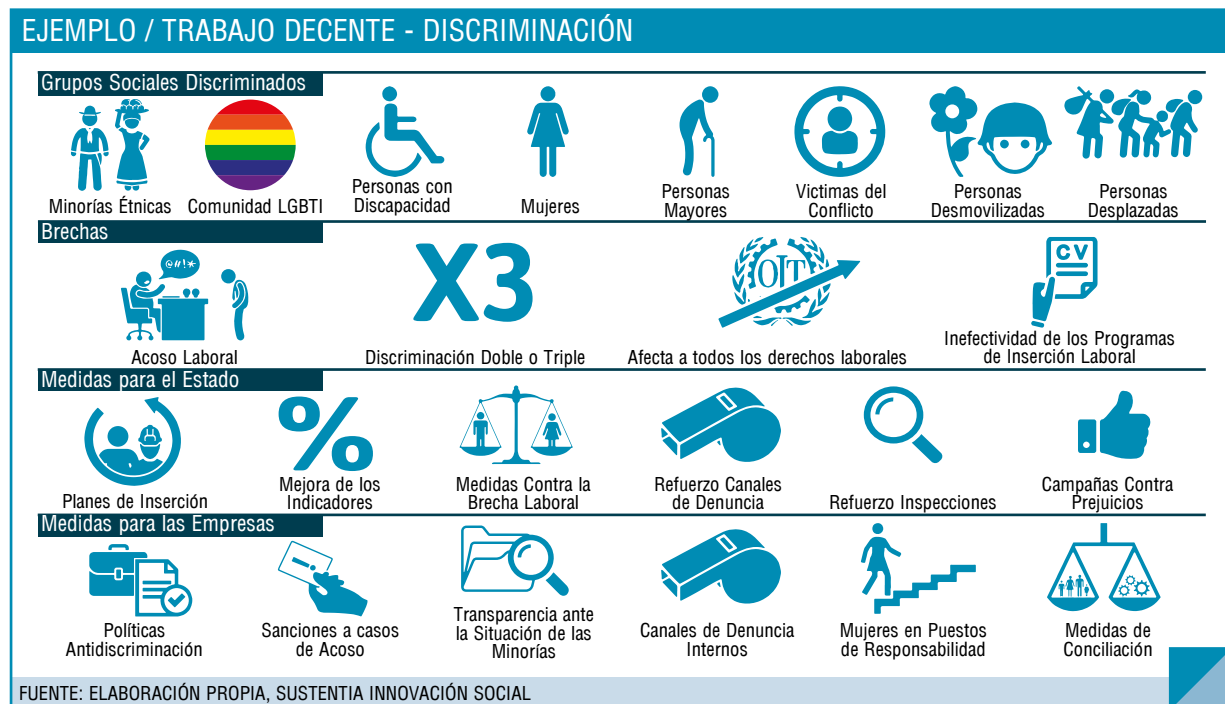 EJEMPLO / TRABAJO DECENTE - DISCRIMINACIÓN
Grupos Sociales Discriminados
Minorías Étnicas
Comunidad LGBTI
Personas con
Discapacidad
Mujeres
Personas
Mayores
Victimas del
Conflicto
Personas
Desmovilizadas
Personas
Desplazadas
Brechas
@#!*
Acoso Laboral
X3
Discriminación Doble o Triple
OIT
Afecta a todos los derechos laborales
CV
Inefectividad de los Programas
de Inserción Laboral
Medidas para el Estado
Planes de Inserción
%
Mejora de los
Indicadores
Medidas Contra la
Brecha Laboral
Refuerzo Canales
de Denuncia
Refuerzo Inspecciones
Campañas Contra
Prejuicios
Medidas para las Empresas
Políticas
Antidiscriminación
!
Sanciones a casos
de Acoso
Transparencia ante
la Situación de las
Minorías
Canales de Denuncia
Internos
Mujeres en Puestos
de Responsabilidad
Medidas de
Conciliación
FUENTE: ELABORACIÓN PROPIA, SUSTENTIA INNOVACIÓN SOCIAL